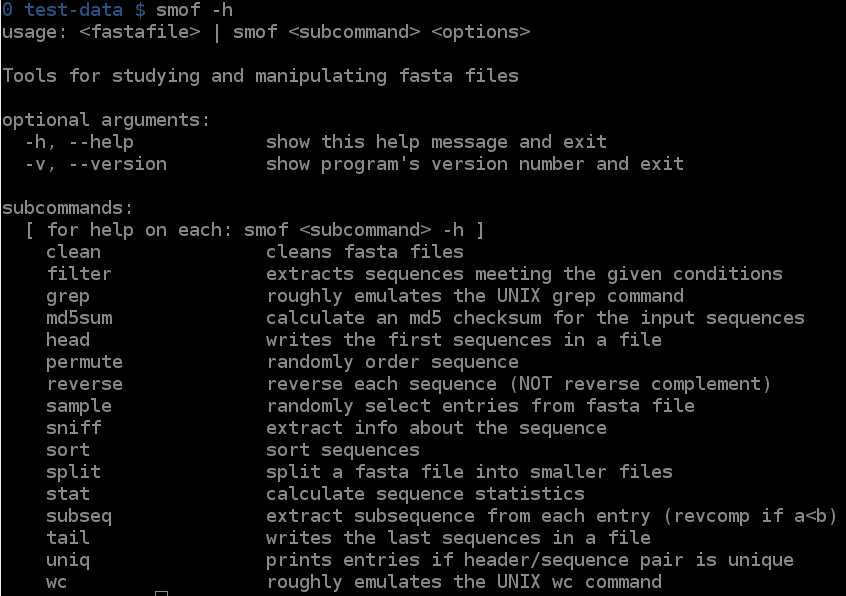 0 test-data $ smof -h
usage: <fastafile> | smof <subcommand> <options>
Tools for studying and manipulating fasta files
optional arguments:
-h, --help show this help message and exit
-v, --version show program's version number and exit
subcommands:
[ for help on each: smof <subcommand> -h ]
clean cleans fasta files
filter extracts sequences meeting the given conditions
grep roughly emulates the UNIX grep command
md5sum calculate an md5 checksum for the input sequences
head writes the first sequences in a file
permute randomly order sequence
reverse reverse each sequence (NOT reverse complement)
sample randomly select entries from fasta file
sniff extract info about the sequence
sort sort sequences
split split a fasta file into smaller files
stat calculate sequence statistics
subseq extract subsequence from each entry (revcomp if a<b)
tail writes the last sequences in a file
uniq prints entries if header/sequence pair is unique
wc roughly emulates the UNIX wc command